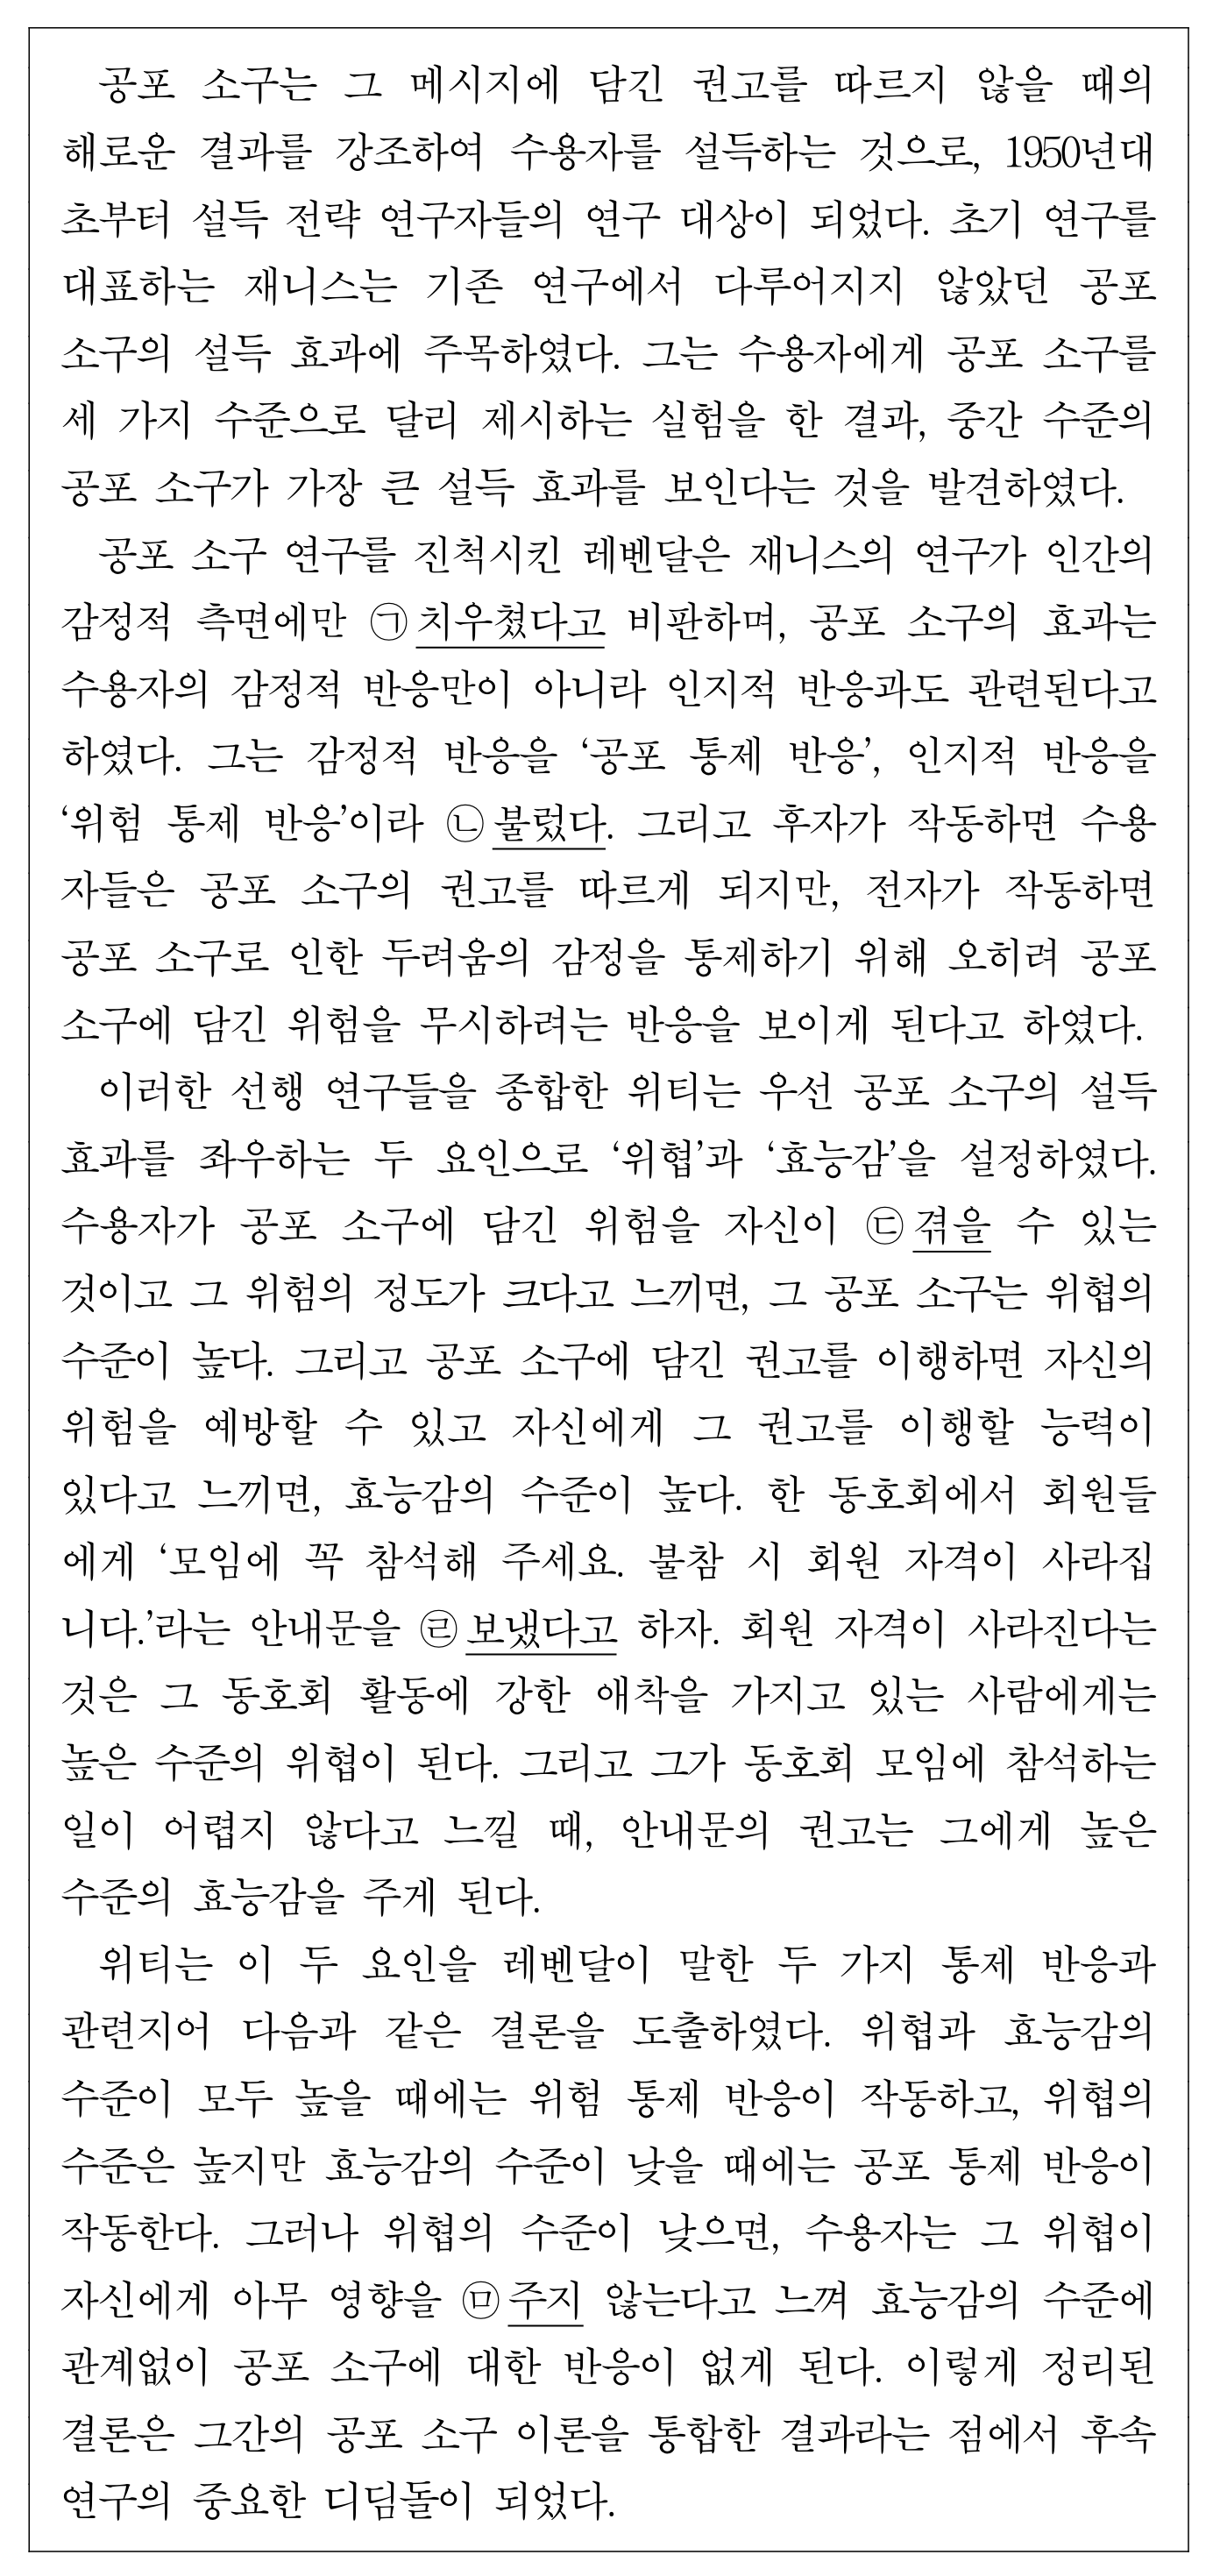 공포 소구는 그 메시지에 담긴 권고를 따르지 않을 때의
해로운 결과를 강조하여 수용자를 설득하는 것으로, 1950년대
초부터 설득 전략 연구자들의 연구 대상이 되었다. 초기 연구를
대표하는 재니스는 기존 연구에서 다루어지지 않았던 공포
소구의 설득 효과에 주목하였다. 그는 수용자에게 공포 소구를
세 가지 수준으로 달리 제시하는 실험을 한 결과, 중간 수준의
공포 소구가 가장 큰 설득 효과를 보인다는 것을 발견하였다.
공포 소구 연구를 진척시킨 레벤달은 재니스의 연구가 인간의
감정적 측면에만 ㉠치우쳤다고 비판하며, 공포 소구의 효과는
수용자의 감정적 반응만이 아니라 인지적 반응과도 관련된다고
하였다. 그는 감정적 반응을 ‘공포 통제 반응’, 인지적 반응을
‘위험 통제 반응’이라 ㉡불렀다. 그리고 후자가 작동하면 수용
자들은 공포 소구의 권고를 따르게 되지만, 전자가 작동하면
공포 소구로 인한 두려움의 감정을 통제하기 위해 오히려 공포
소구에 담긴 위험을 무시하려는 반응을 보이게 된다고 하였다.
이러한 선행 연구들을 종합한 위티는 우선 공포 소구의 설득
효과를 좌우하는 두 요인으로 ‘위협’과 ‘효능감’을 설정하였다.
수용자가 공포 소구에 담긴 위험을 자신이 ㉢겪을 수 있는
것이고 그 위험의 정도가 크다고 느끼면, 그 공포 소구는 위협의
수준이 높다. 그리고 공포 소구에 담긴 권고를 이행하면 자신의
위험을 예방할 수 있고 자신에게 그 권고를 이행할 능력이
있다고 느끼면, 효능감의 수준이 높다. 한 동호회에서 회원들
에게 ‘모임에 꼭 참석해 주세요. 불참 시 회원 자격이 사라집
니다.’라는 안내문을 ㉣보냈다고 하자. 회원 자격이 사라진다는
것은 그 동호회 활동에 강한 애착을 가지고 있는 사람에게는
높은 수준의 위협이 된다. 그리고 그가 동호회 모임에 참석하는
일이 어렵지 않다고 느낄 때, 안내문의 권고는 그에게 높은
수준의 효능감을 주게 된다.
위티는 이 두 요인을 레벤달이 말한 두 가지 통제 반응과
관련지어 다음과 같은 결론을 도출하였다. 위협과 효능감의
수준이 모두 높을 때에는 위험 통제 반응이 작동하고, 위협의
수준은 높지만 효능감의 수준이 낮을 때에는 공포 통제 반응이
작동한다. 그러나 위협의 수준이 낮으면, 수용자는 그 위협이
자신에게 아무 영향을 ㉤주지 않는다고 느껴 효능감의 수준에
관계없이 공포 소구에 대한 반응이 없게 된다. 이렇게 정리된
결론은 그간의 공포 소구 이론을 통합한 결과라는 점에서 후속
연구의 중요한 디딤돌이 되었다.